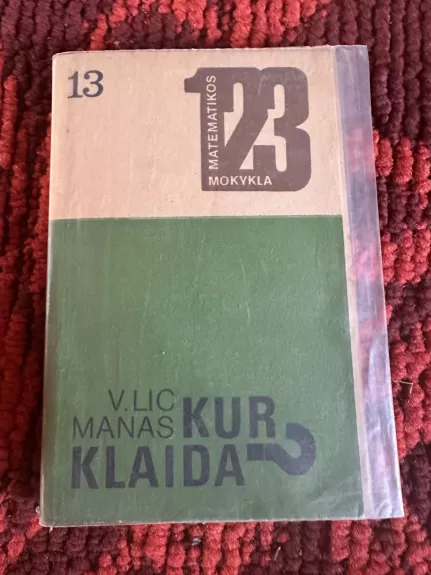 13
123
MATEMATIKOS
MOKYKLA
V.LIC
MANAS KUR
KLAIDA?